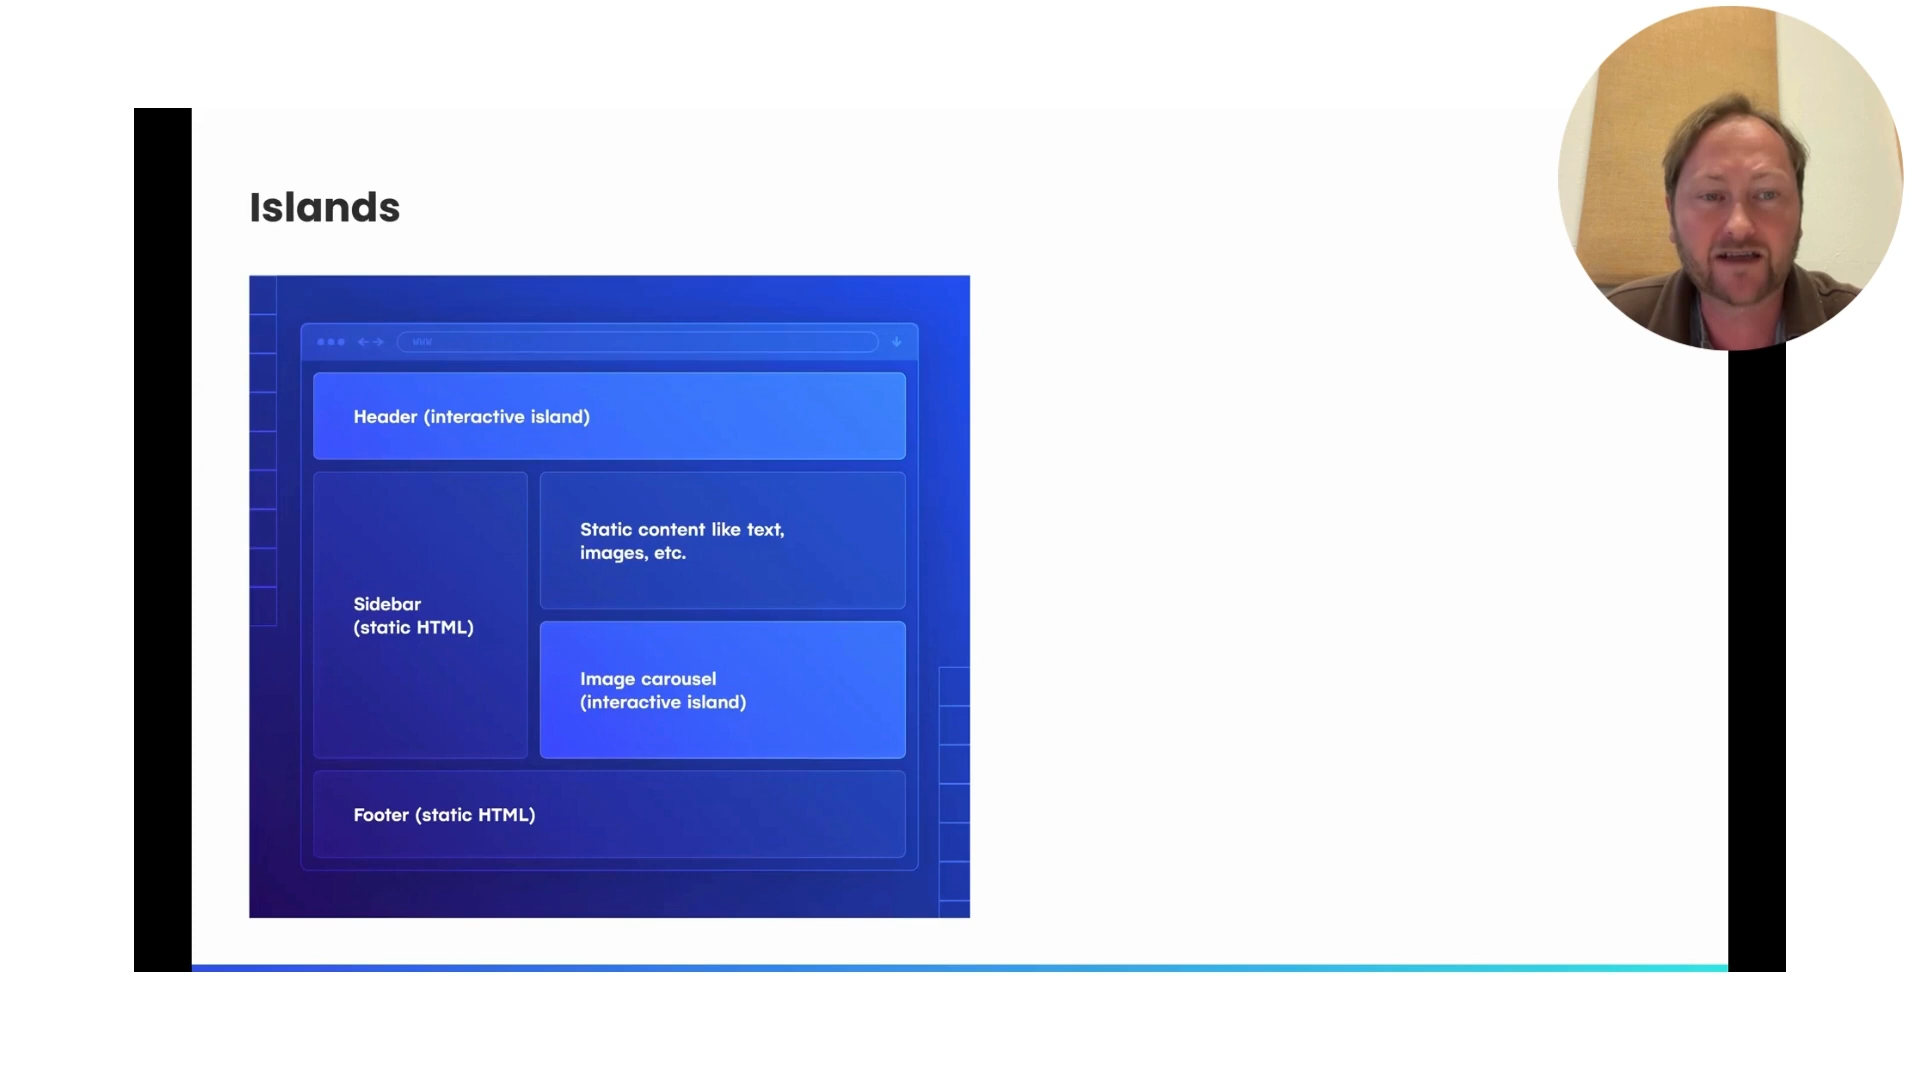 Islands
Header (interactive island)
Static content like text,
images, etc.
Sidebar
(static HTML)
Image carousel
(interactive island)
Footer (static HTML)